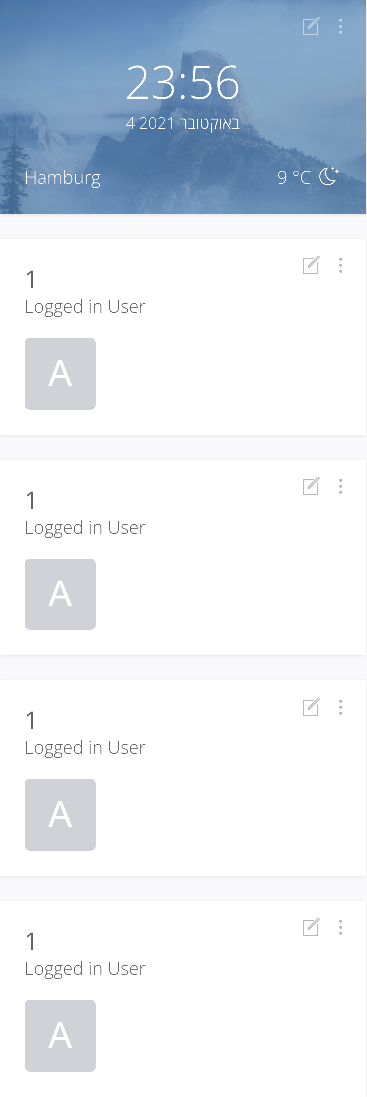 23:56
4 באוקטובר 2021
Hamburg
9 °C
1
Logged in User
A
1
Logged in User
A
1
Logged in User
A
1
Logged in User
A